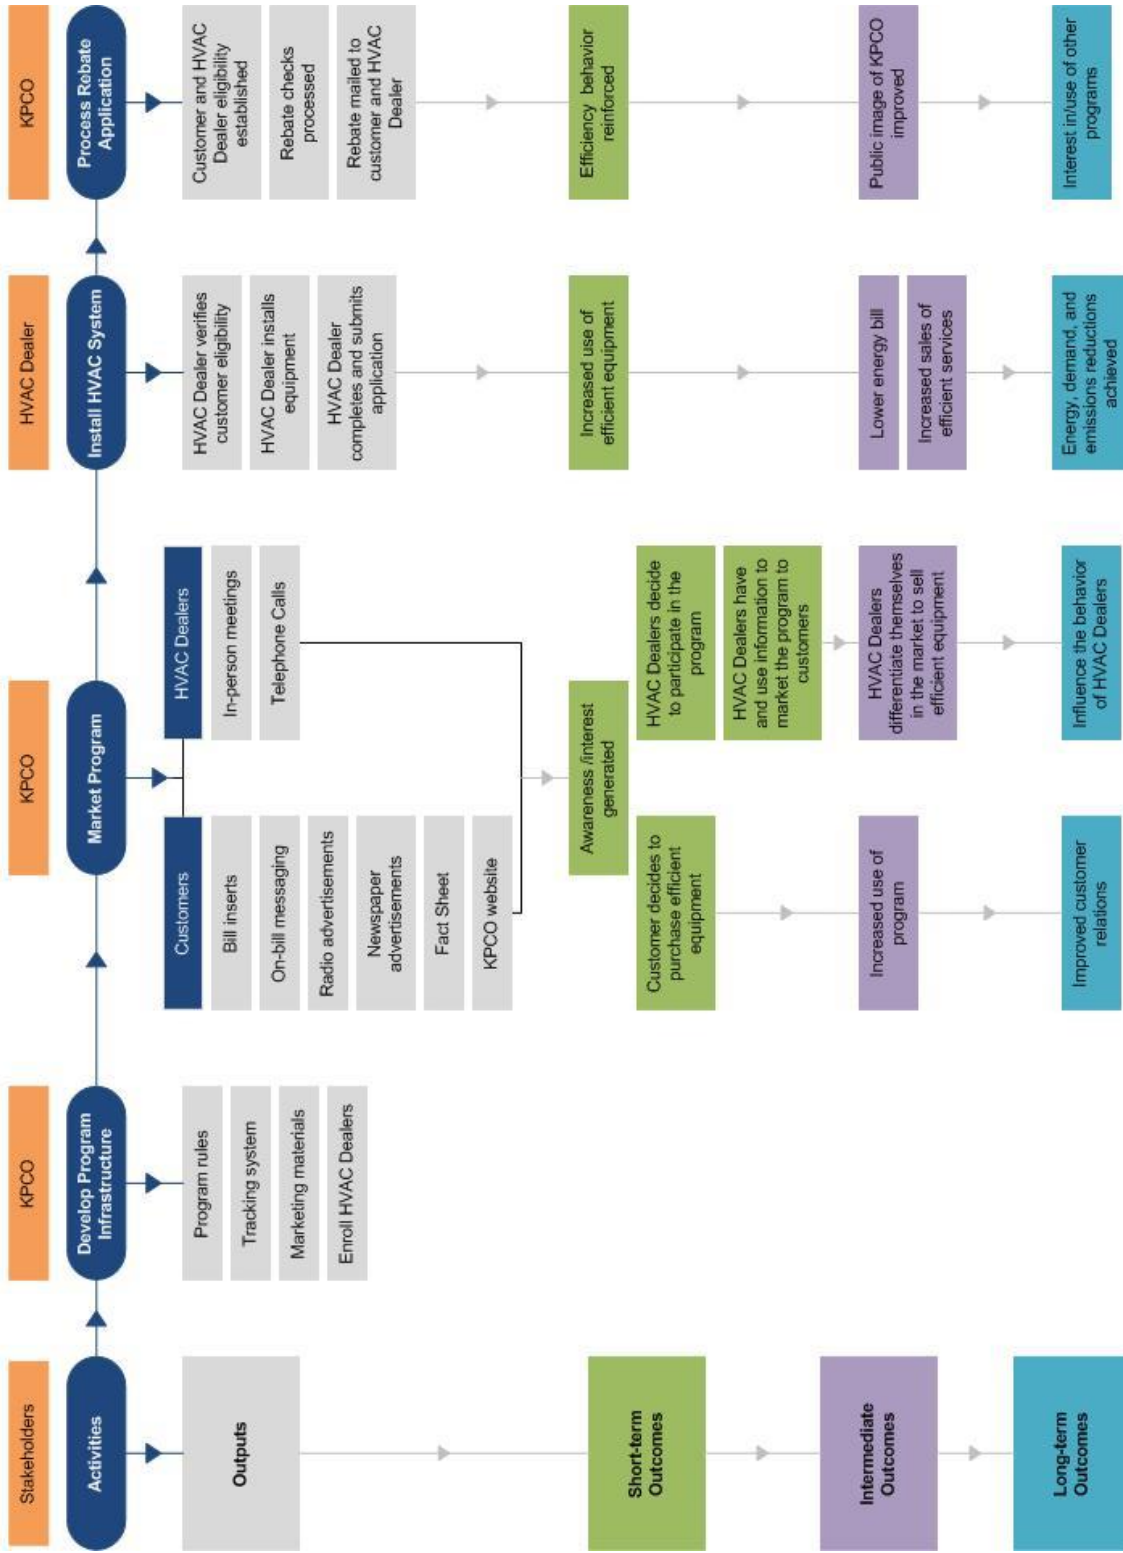 Stakeholders
KPCO
KPCO
HVAC Dealer
KPCO
Activities
Develop Program
Infrastructure
Market Program
Install HVAC System
Process Rebate
Application
Outputs
Program rules
Tracking system
Marketing materials
Enroll HVAC Dealers
Customers
Bill inserts
On-bill messaging
Radio advertisements
Newspaper
advertisements
Fact Sheet
KPCO website
HVAC Dealers
In-person meetings
Telephone Calls
HVAC Dealer verifies
customer eligibility
HVAC Dealer installs
equipment
HVAC Dealer
completes and submits
application
Customer and HVAC
Dealer eligibility
established
Rebate checks
processed
Rebate mailed to
customer and HVAC
Dealer
Short-term
Outcomes
Awareness /interest
generated
Customer decides to
purchase efficient
equipment
HVAC Dealers decide
to participate in the
program
HVAC Dealers have
and use information to
market the program to
customers
Increased use of
efficient equipment
Efficiency behavior
reinforced
Intermediate
Outcomes
Increased use of
program
HVAC Dealers
differentiate themselves
in the market to sell
efficient equipment
Lower energy bill
Increased sales of
efficient services
Public image of KPCO
improved
Long-term
Outcomes
Improved customer
relations
Influence the behavior
of HVAC Dealers
Energy, demand, and
emissions reductions
achieved
Interest in/use of other
programs